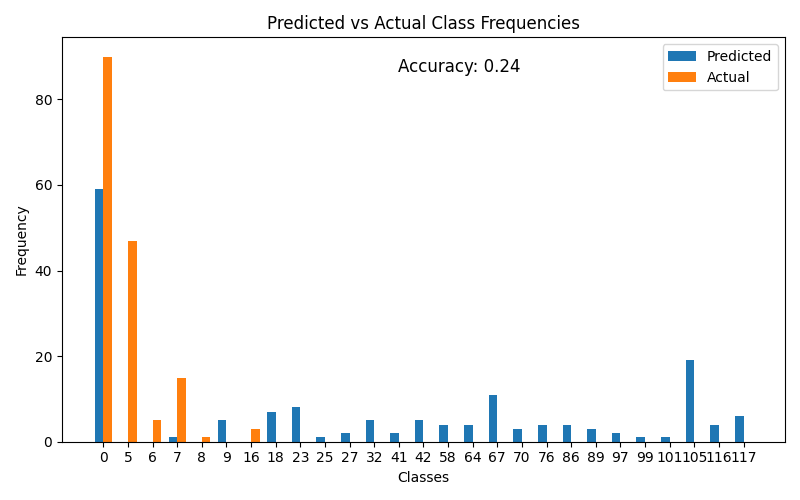 Predicted vs Actual Class Frequencies
Accuracy: 0.24
Predicted
Actual
Frequency
80
60
40
20
0
0 5 6 7 8 9 16 18 23 25 27 32 41 42 58 64 67 70 76 86 89 97 99 101 105 116 117
Classes